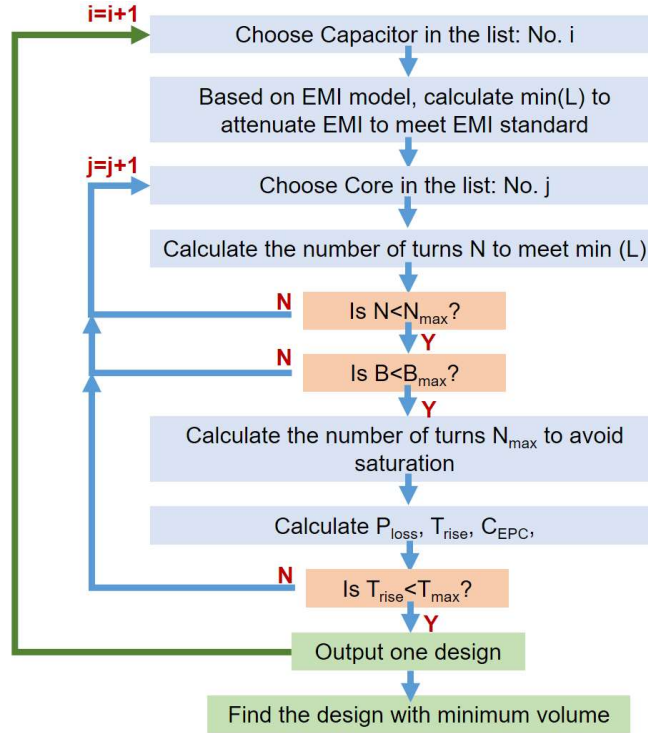 i=i+1
Choose Capacitor in the list: No. i
Based on EMI model, calculate min(L) to
attenuate EMI to meet EMI standard
j=j+1
Choose Core in the list: No. j
Calculate the number of turns N to meet min (L)
N
Is N<Nmax?
Y
N
Is B<Bmax?
Y
Calculate the number of turns Nmax to avoid
saturation
Calculate Ploss, Trise, CEPC,
N
Is Trise<Tmax?
Y
Output one design
Find the design with minimum volume